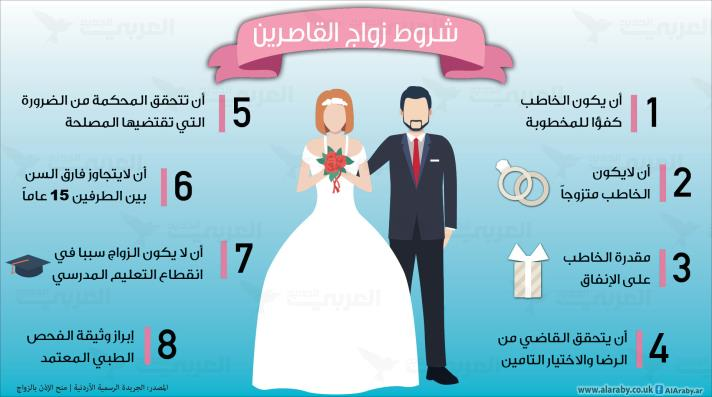 شروط زواج القاصرين
1
أن يكون الخاطب
كفؤا للمخطوبة
2
أن لايكون
الخاطب متزوجاً
3
مقدرة الخاطب
على الإنفاق
4
أن يتحقق القاضي من
الرضا والاختيار التامين
5
أن تتحقق المحكمة من الضرورة
التي تقتضيها المصلحة
6
أن لايتجاوز فارق السن
بين الطرفين 15 عاماً
7
أن لا يكون الزواج سببا في
انقطاع التعليم المدرسي
8
إبراز وثيقة الفحص
الطبي المعتمد
المصدر: الجريدة الرسمية الأردنية | منح الإذن بالزواج
www.alaraby.co.uk AlAraby.ar